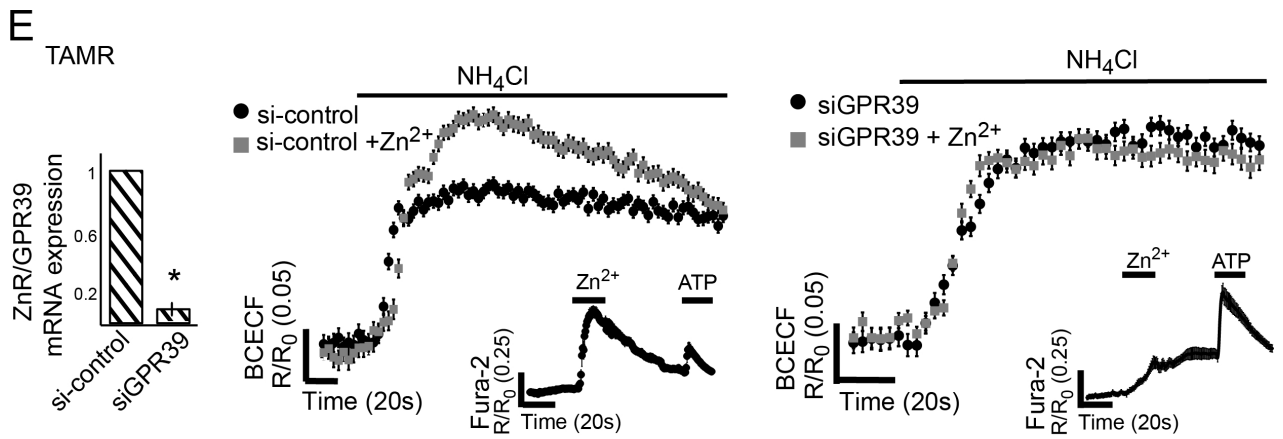 E
TAMR
ZnR/GPR39
mRNA expression
1
0.6
0.2
*
si-control
siGPR39
NH₄Cl
si-control
si-control +Zn²⁺
BCECF
R/R₀ (0.05)
Time (20s)
Zn²⁺
ATP
Fura-2
R/R₀ (0.25)
Time (20s)
NH₄Cl
siGPR39
siGPR39 + Zn²⁺
BCECF
R/R₀ (0.05)
Time (20s)
Zn²⁺
ATP
Fura-2
R/R₀ (0.25)
Time (20s)